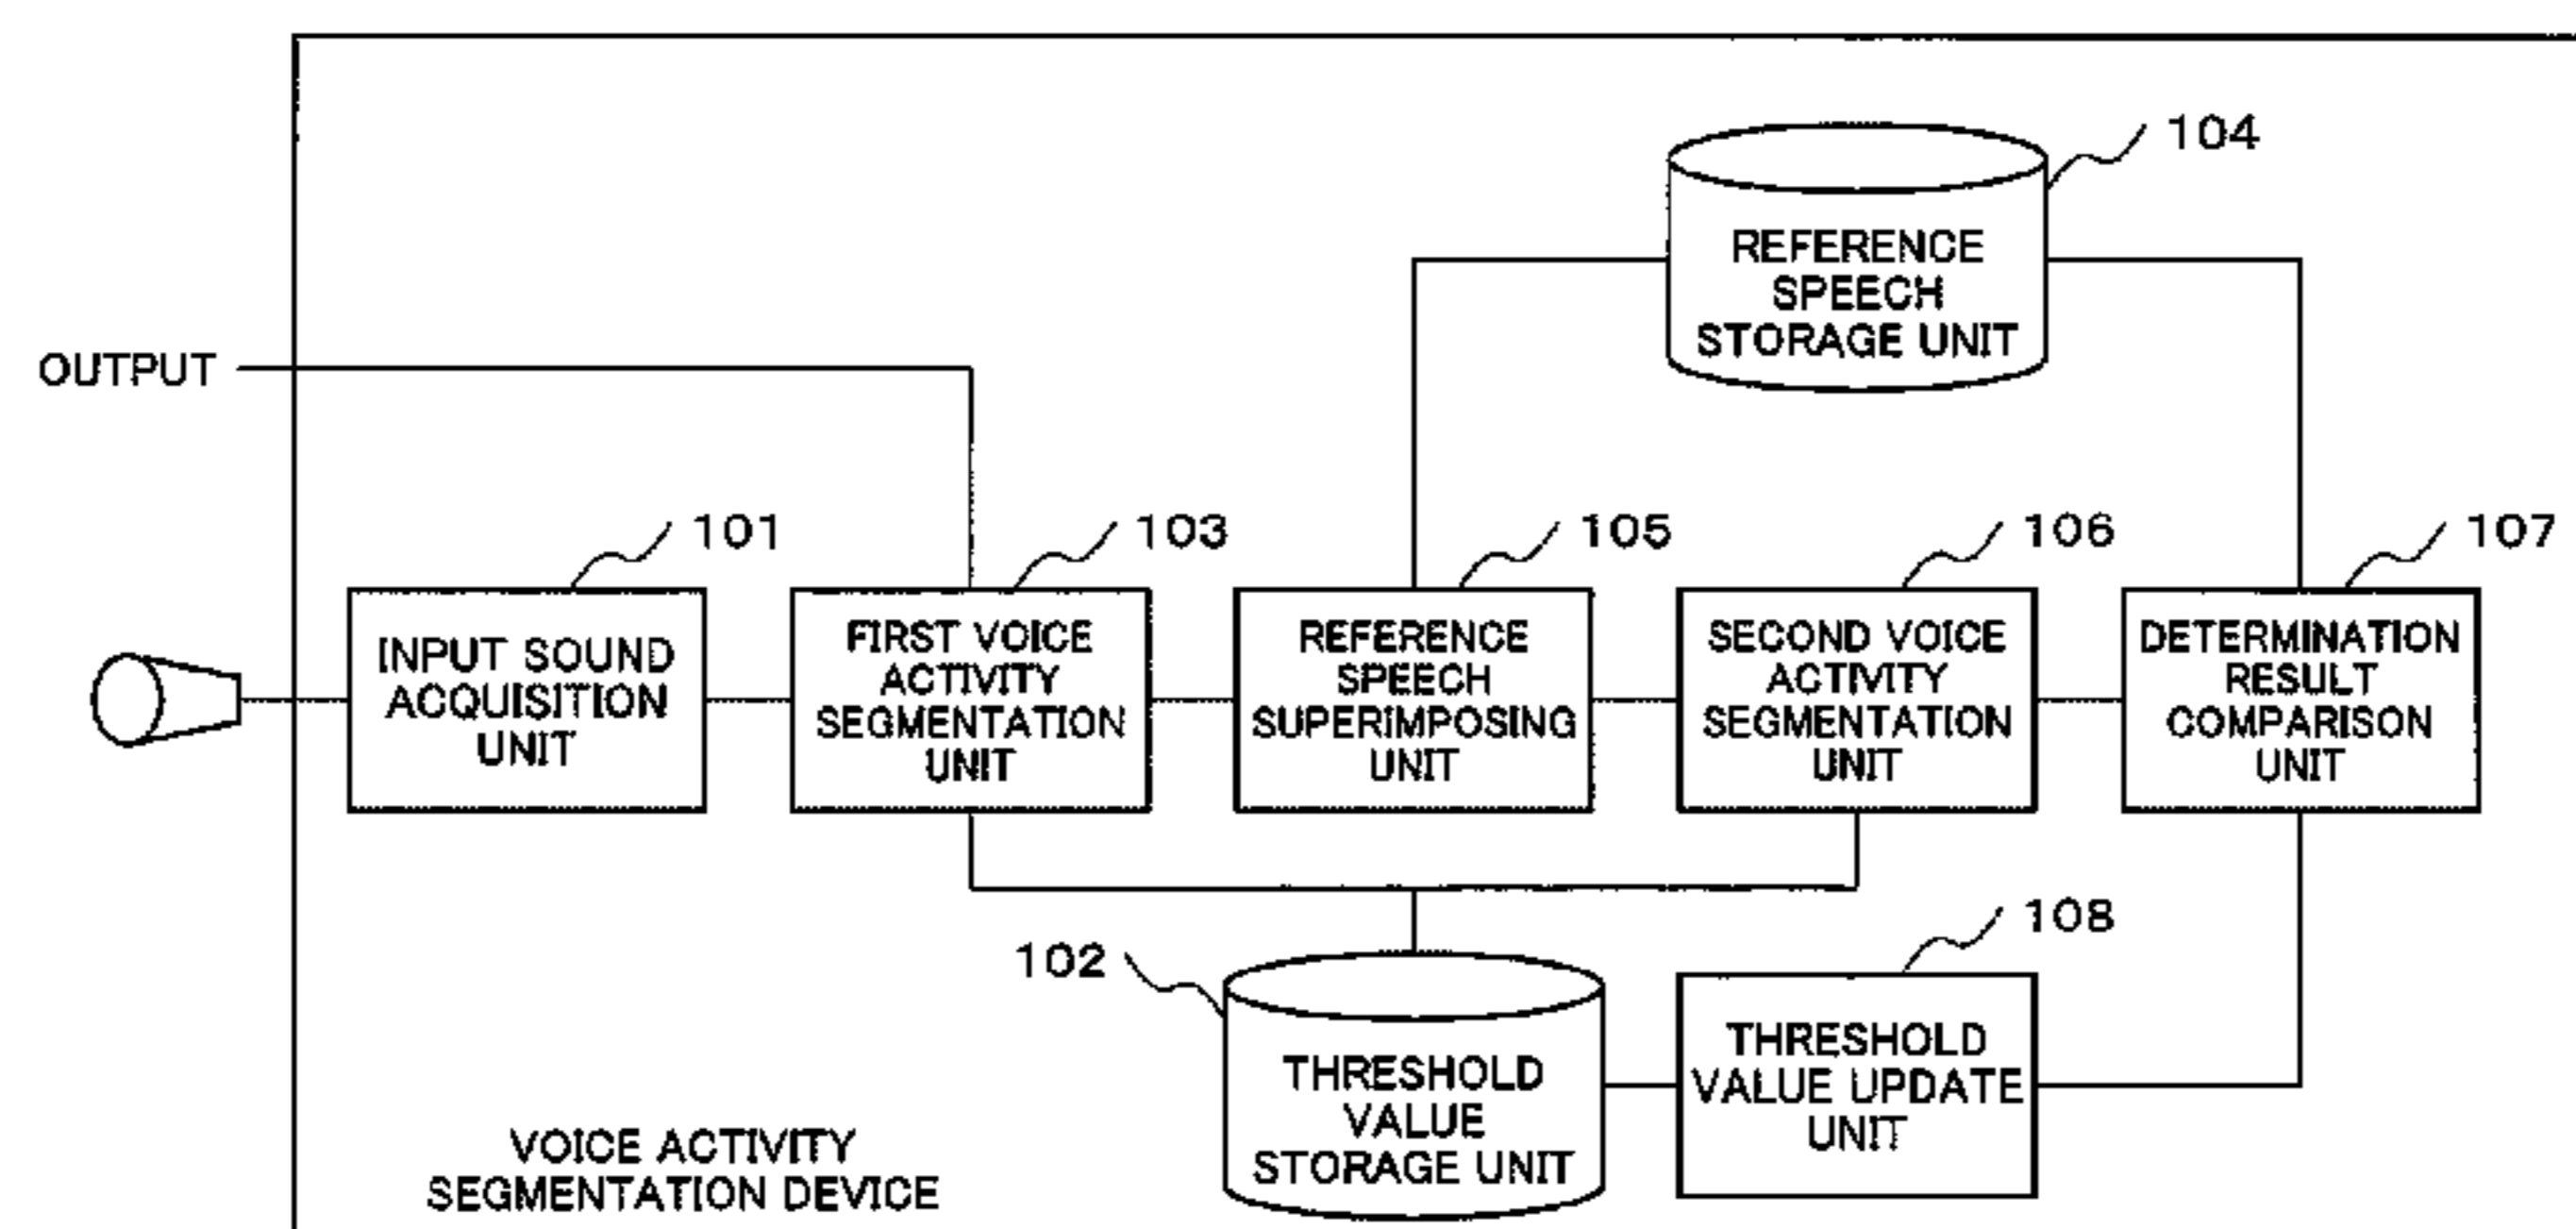 104
REFERENCE
SPEECH
STORAGE UNIT
OUTPUT
101
103
105
106
107
INPUT SOUND
ACQUISITION
UNIT
FIRST VOICE
ACTIVITY
SEGMENTATION
UNIT
REFERENCE
SPEECH
SUPERIMPOSING
UNIT
SECOND VOICE
ACTIVITY
SEGMENTATION
UNIT
DETERMINATION
RESULT
COMPARISON
UNIT
102
108
THRESHOLD
VALUE
STORAGE UNIT
THRESHOLD
VALUE UPDATE
UNIT
VOICE ACTIVITY
SEGMENTATION DEVICE